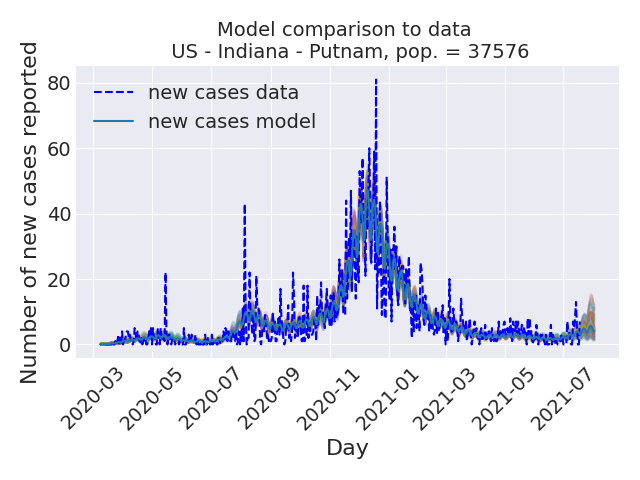 Model comparison to data
US - Indiana - Putnam, pop. = 37576
Number of new cases reported
80
60
40
20
0
new cases data
new cases model
2020-03
2020-05
2020-07
2020-09
2020-11
2021-01
2021-03
2021-05
2021-07
Day